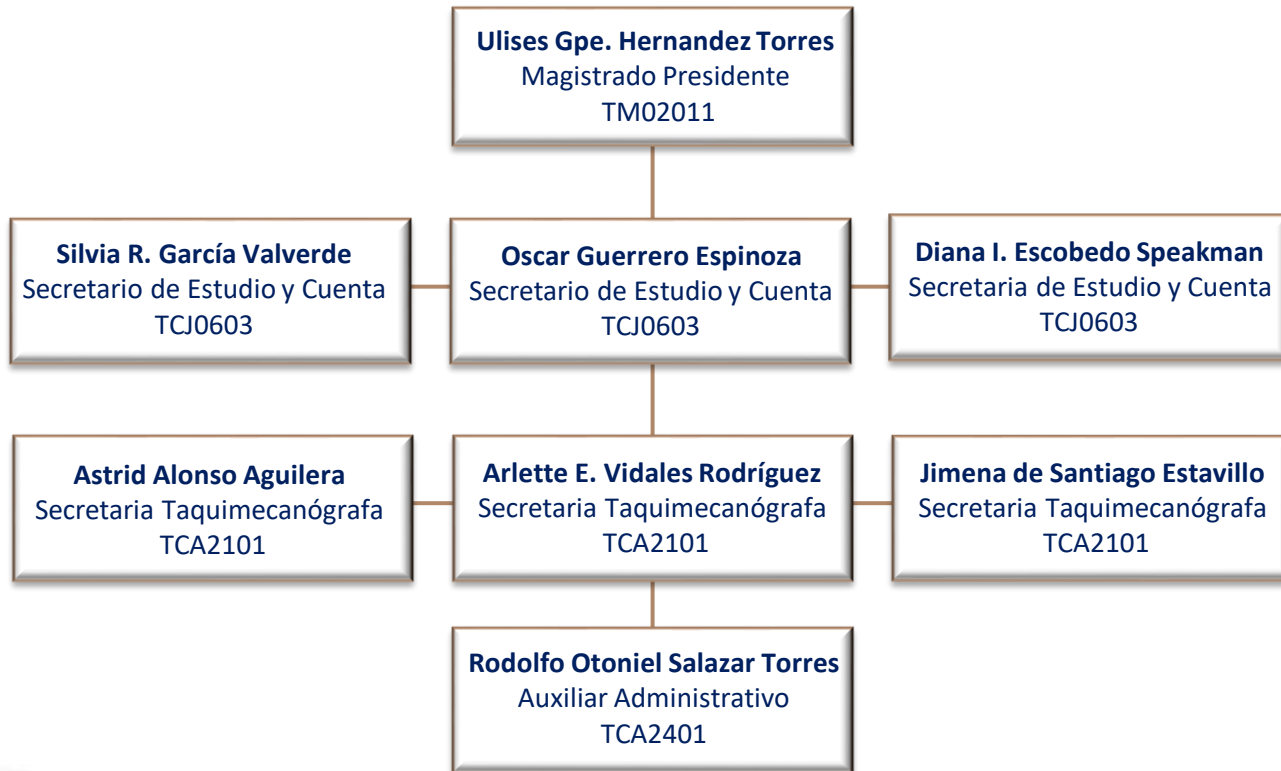 Ulises Gpe. Hernandez Torres
Magistrado Presidente
TM02011
Silvia R. García Valverde
Secretario de Estudio y Cuenta
TCJ0603
Oscar Guerrero Espinoza
Secretario de Estudio y Cuenta
TCJ0603
Diana I. Escobedo Speakman
Secretaria de Estudio y Cuenta
TCJ0603
Astrid Alonso Aguilera
Secretaria Taquimecanógrafa
TCA2101
Arlette E. Vidales Rodríguez
Secretaria Taquimecanógrafa
TCA2101
Jimena de Santiago Estavillo
Secretaria Taquimecanógrafa
TCA2101
Rodolfo Otoniel Salazar Torres
Auxiliar Administrativo
TCA2401